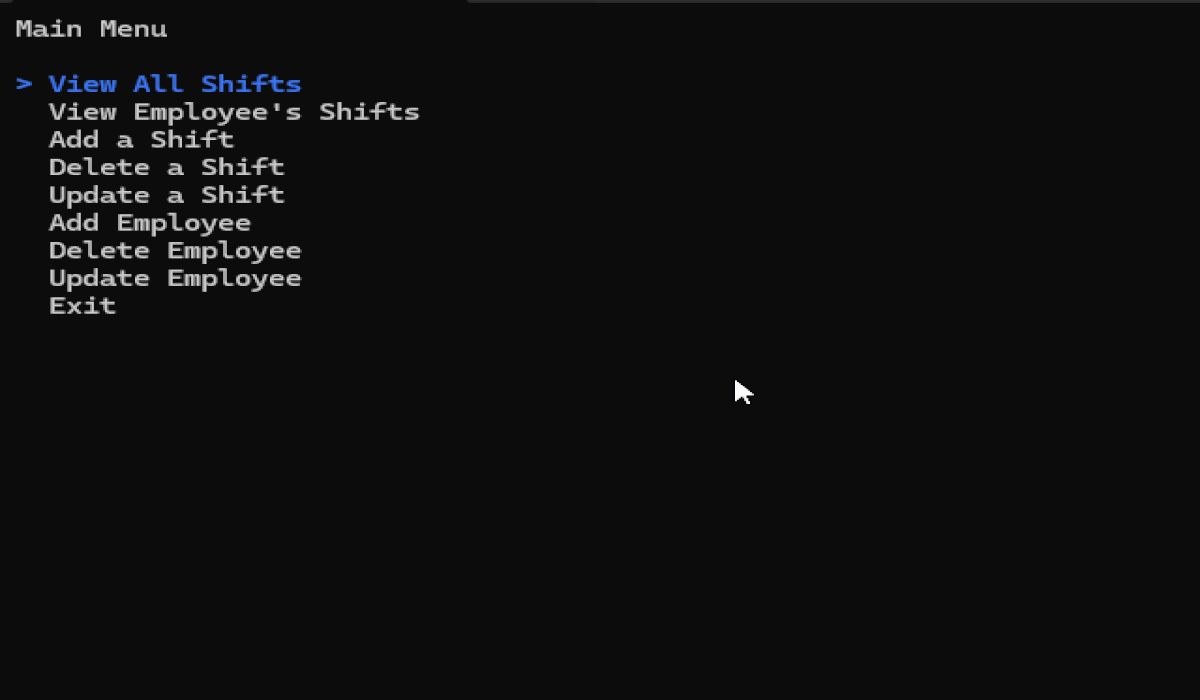 Main Menu
> View All Shifts
View Employee's Shifts
Add a Shift
Delete a Shift
Update a Shift
Add Employee
Delete Employee
Update Employee
Exit